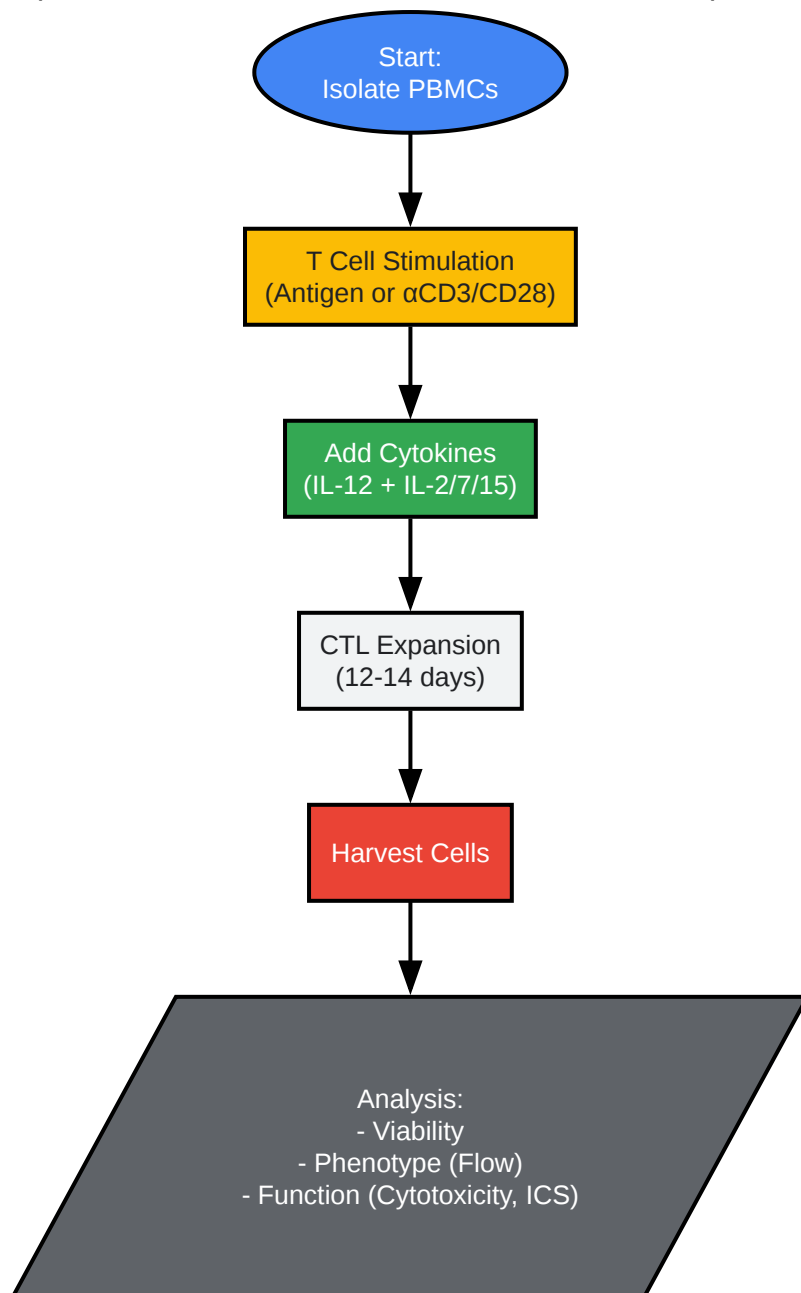 Start:
Isolate PBMCs
T Cell Stimulation
(Antigen or αCD3/CD28)
Add Cytokines
(IL-12 + IL-2/7/15)
CTL Expansion
(12-14 days)
Harvest Cells
Analysis:
- Viability
- Phenotype (Flow)
- Function (Cytotoxicity, ICS)